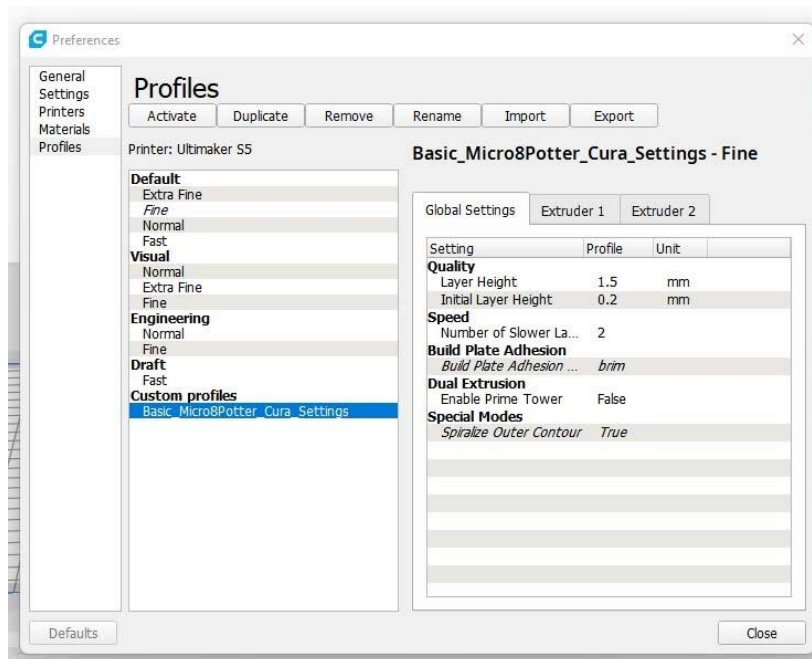 Preferences
General
Settings
Printers
Materials
Profiles
Profiles
Activate Duplicate Remove Rename Import Export
Printer: Ultimaker S5
Default
Extra Fine
Fine
Normal
Fast
Visual
Normal
Extra Fine
Fine
Engineering
Normal
Fine
Draft
Fast
Custom profiles
Basic_Micro8Potter_Cura_Settings
Basic_Micro8Potter_Cura_Settings - Fine
Global Settings Extruder 1 Extruder 2
Setting Profile Unit
Quality
Layer Height 1.5 mm
Initial Layer Height 0.2 mm
Speed
Number of Slower La... 2
Build Plate Adhesion
Build Plate Adhesion ... brim
Dual Extrusion
Enable Prime Tower False
Special Modes
Spiralize Outer Contour True
Defaults Close